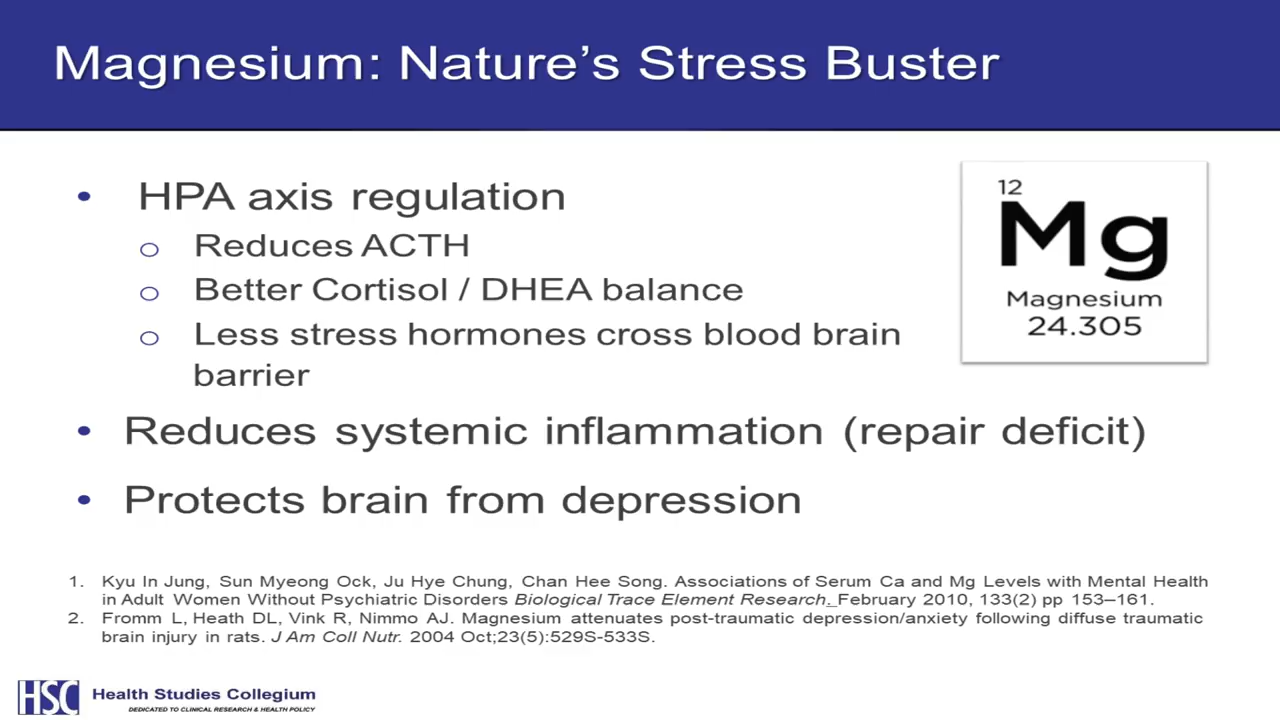 Magnesium: Nature's Stress Buster
• HPA axis regulation
o Reduces ACTH
o Better Cortisol / DHEA balance
o Less stress hormones cross blood brain
barrier
• Reduces systemic inflammation (repair deficit)
• Protects brain from depression
12
Mg
Magnesium
24.305
1. Kyu In Jung, Sun Myeong Ock, Ju Hye Chung, Chan Hee Song. Associations of Serum Ca and Mg Levels with Mental Health
in Adult Women Without Psychiatric Disorders Biological Trace Element Research. February 2010, 133(2) pp 153–161.
2. Fromm L, Heath DL, Vink R, Nimmo AJ. Magnesium attenuates post-traumatic depression/anxiety following diffuse traumatic
brain injury in rats. J Am Coll Nutr. 2004 Oct;23(5):529S-533S.
HSC Health Studies Collegium
DEDICATED TO CLINICAL RESEARCH & HEALTH POLICY